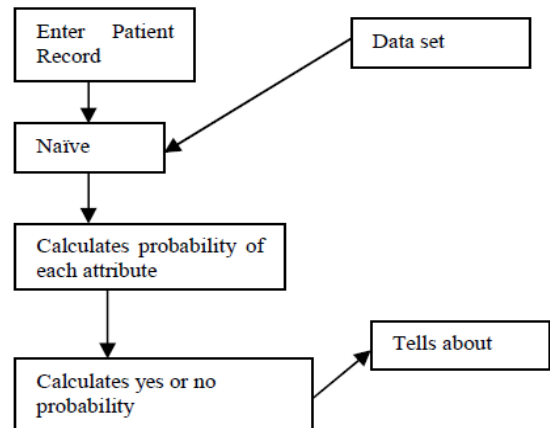 Enter Patient
Record
Data set
Naïve
Calculates probability of
each attribute
Tells about
Calculates yes or no
probability